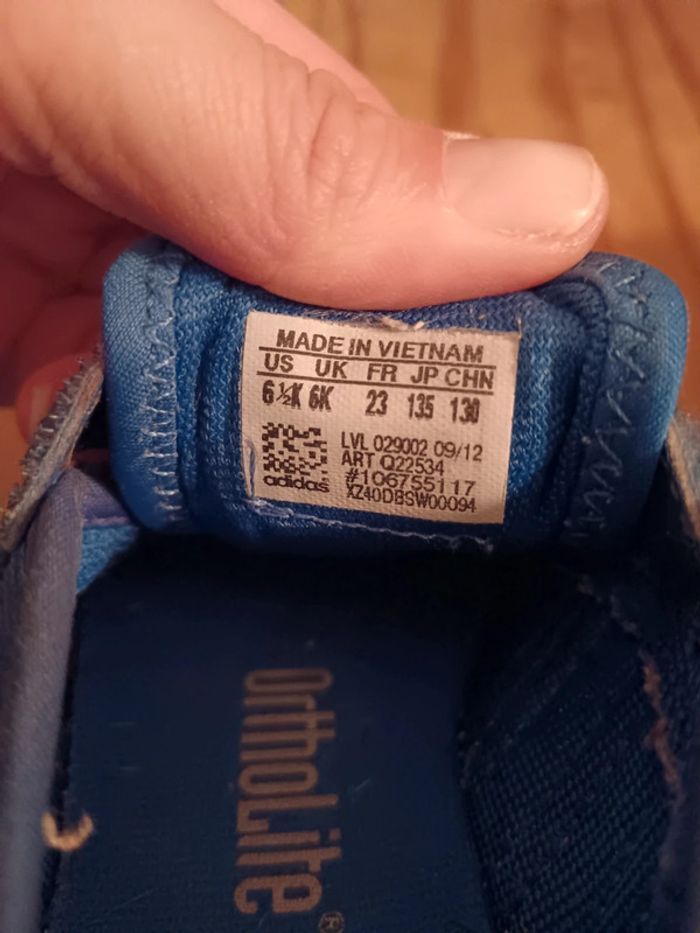 MADE IN VIETNAM
US UK FR JP CHN
6½K 6K 23 135 130
LVL 029002 09/12
ART Q22534
#106755117
XZ40DBSW00094
adidas
OrthoLite®